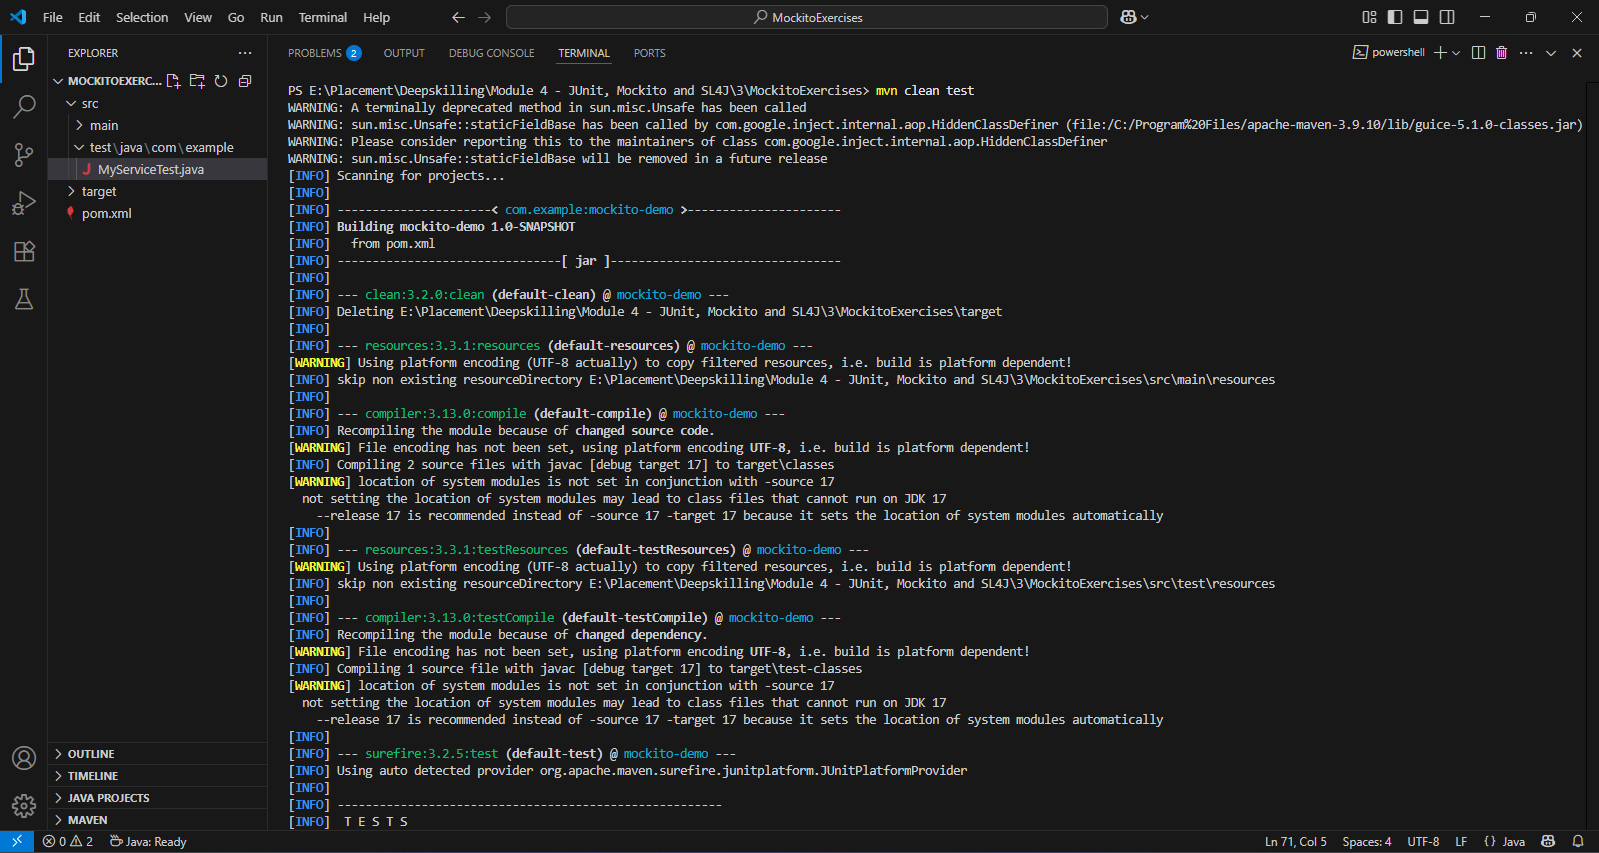 File Edit Selection View Go Run Terminal Help
MockitoExercises
EXPLORER
MOCKITOEXERC...
src
main
test\java\com\example
MyServiceTest.java
target
pom.xml
OUTLINE
TIMELINE
JAVA PROJECTS
MAVEN
PROBLEMS 2 OUTPUT DEBUG CONSOLE TERMINAL PORTS
powershell
PS E:\Placement\Deepskilling\Module 4 - JUnit, Mockito and SL4J\3\MockitoExercises> mvn clean test
WARNING: A terminally deprecated method in sun.misc.Unsafe has been called
WARNING: sun.misc.Unsafe::staticFieldBase has been called by com.google.inject.internal.aop.HiddenClassDefiner (file:/C:/Program%20Files/apache-maven-3.9.10/lib/guice-5.1.0-classes.jar)
WARNING: Please consider reporting this to the maintainers of class com.google.inject.internal.aop.HiddenClassDefiner
WARNING: sun.misc.Unsafe::staticFieldBase will be removed in a future release
[INFO] Scanning for projects...
[INFO]
[INFO] ----------------------< com.example:mockito-demo >----------------------
[INFO] Building mockito-demo 1.0-SNAPSHOT
[INFO]   from pom.xml
[INFO] --------------------------------[ jar ]---------------------------------
[INFO]
[INFO] --- clean:3.2.0:clean (default-clean) @ mockito-demo ---
[INFO] Deleting E:\Placement\Deepskilling\Module 4 - JUnit, Mockito and SL4J\3\MockitoExercises\target
[INFO]
[INFO] --- resources:3.3.1:resources (default-resources) @ mockito-demo ---
[WARNING] Using platform encoding (UTF-8 actually) to copy filtered resources, i.e. build is platform dependent!
[INFO] skip non existing resourceDirectory E:\Placement\Deepskilling\Module 4 - JUnit, Mockito and SL4J\3\MockitoExercises\src\main\resources
[INFO]
[INFO] --- compiler:3.13.0:compile (default-compile) @ mockito-demo ---
[INFO] Recompiling the module because of changed source code.
[WARNING] File encoding has not been set, using platform encoding UTF-8, i.e. build is platform dependent!
[INFO] Compiling 2 source files with javac [debug target 17] to target\classes
[WARNING] location of system modules is not set in conjunction with -source 17
  not setting the location of system modules may lead to class files that cannot run on JDK 17
    --release 17 is recommended instead of -source 17 -target 17 because it sets the location of system modules automatically
[INFO]
[INFO] --- resources:3.3.1:testResources (default-testResources) @ mockito-demo ---
[WARNING] Using platform encoding (UTF-8 actually) to copy filtered resources, i.e. build is platform dependent!
[INFO] skip non existing resourceDirectory E:\Placement\Deepskilling\Module 4 - JUnit, Mockito and SL4J\3\MockitoExercises\src\test\resources
[INFO]
[INFO] --- compiler:3.13.0:testCompile (default-testCompile) @ mockito-demo ---
[INFO] Recompiling the module because of changed dependency.
[WARNING] File encoding has not been set, using platform encoding UTF-8, i.e. build is platform dependent!
[INFO] Compiling 1 source file with javac [debug target 17] to target\test-classes
[WARNING] location of system modules is not set in conjunction with -source 17
  not setting the location of system modules may lead to class files that cannot run on JDK 17
    --release 17 is recommended instead of -source 17 -target 17 because it sets the location of system modules automatically
[INFO]
[INFO] --- surefire:3.2.5:test (default-test) @ mockito-demo ---
[INFO] Using auto detected provider org.apache.maven.surefire.junitplatform.JUnitPlatformProvider
[INFO]
[INFO] -------------------------------------------------------
[INFO]  T E S T S
0 2 Java: Ready Ln 71, Col 5 Spaces: 4 UTF-8 LF {} Java